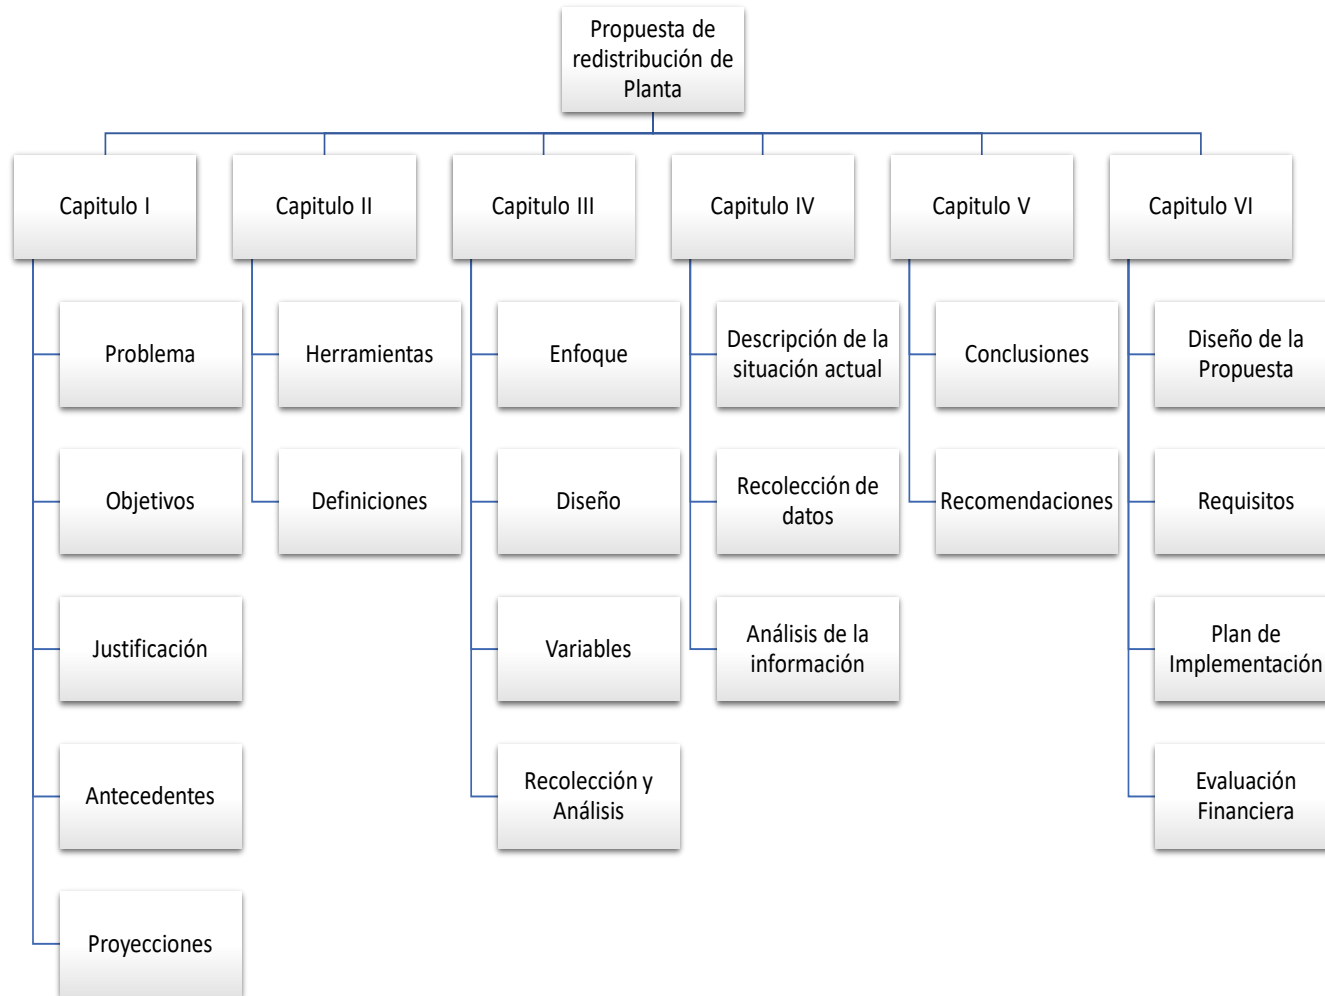 Propuesta de
redistribución de
Planta
Capitulo I
Capitulo II
Capitulo III
Capitulo IV
Capitulo V
Capitulo VI
Problema
Objetivos
Justificación
Antecedentes
Proyecciones
Herramientas
Definiciones
Enfoque
Diseño
Variables
Recolección y
Análisis
Descripción de la
situación actual
Recolección de
datos
Análisis de la
información
Conclusiones
Recomendaciones
Diseño de la
Propuesta
Requisitos
Plan de
Implementación
Evaluación
Financiera